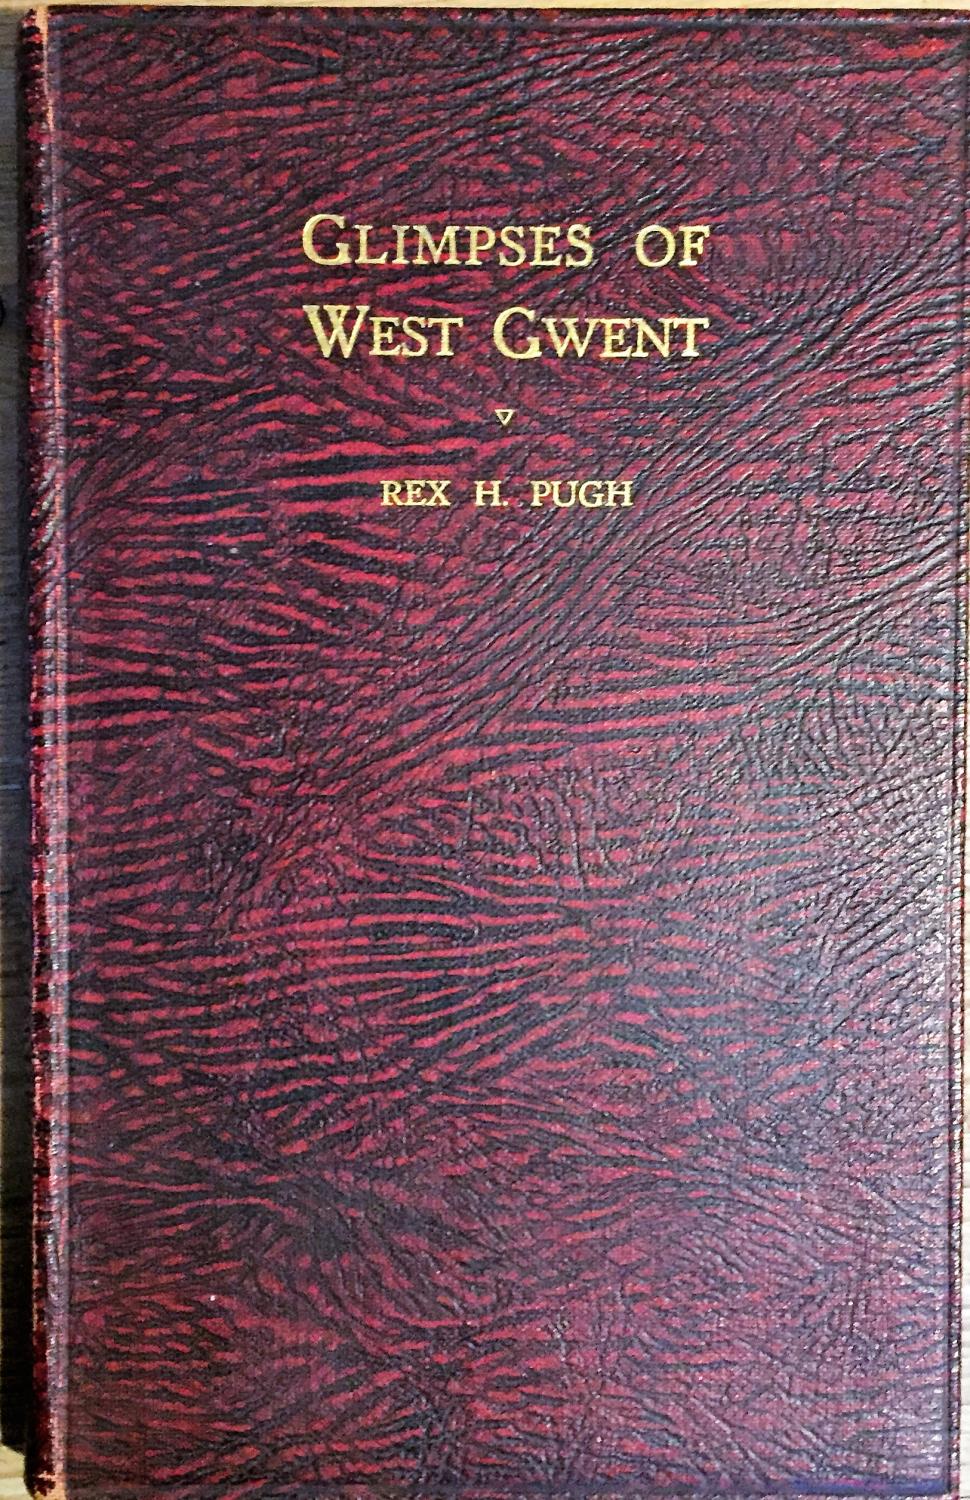 GLIMPSES OF
WEST GWENT
REX H. PUGH